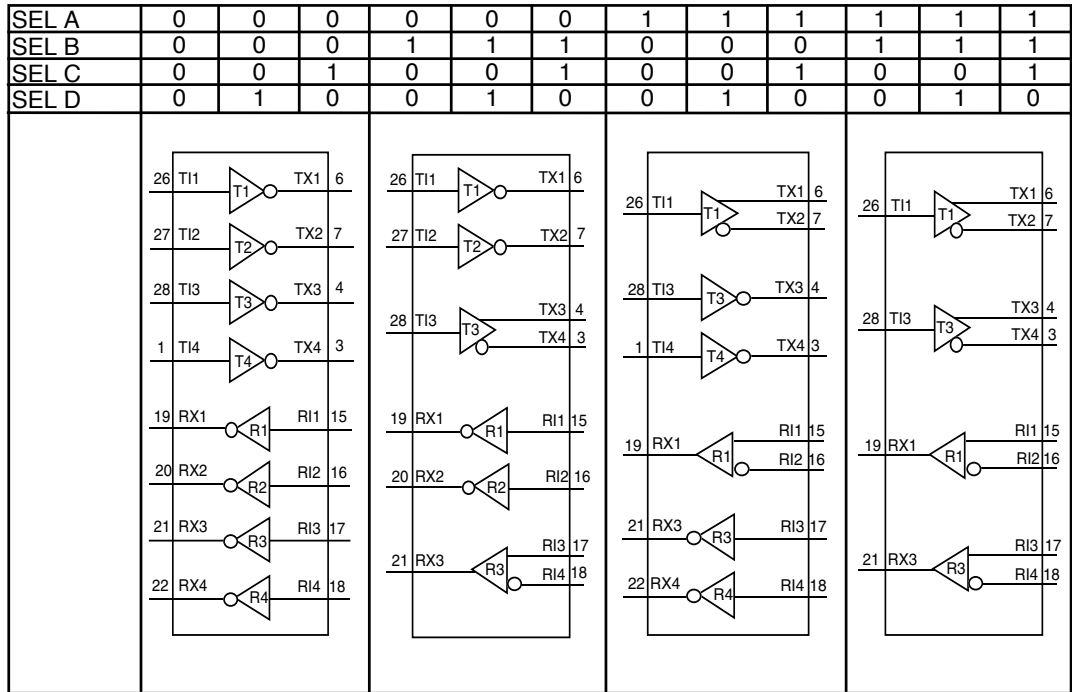 SEL A 0 0 0 0 0 0 1 1 1 1 1 1
SEL B 0 0 0 1 1 1 0 0 0 1 1 1
SEL C 0 0 1 0 0 1 0 0 1 0 0 1
SEL D 0 1 0 0 1 0 0 1 0 0 1 0
26 TI1 T1 TX1 6
27 TI2 T2 TX2 7
28 TI3 T3 TX3 4
1 TI4 T4 TX4 3
19 RX1 R1 RI1 15
20 RX2 R2 RI2 16
21 RX3 R3 RI3 17
22 RX4 R4 RI4 18
26 TI1 T1 TX1 6
27 TI2 T2 TX2 7
28 TI3 T3 TX3 4
TX4 3
19 RX1 R1 RI1 15
20 RX2 R2 RI2 16
21 RX3 R3 RI3 17
RI4 18
26 TI1 T1 TX1 6
TX2 7
28 TI3 T3 TX3 4
1 TI4 T4 TX4 3
19 RX1 R1 RI1 15
RI2 16
21 RX3 R3 RI3 17
22 RX4 R4 RI4 18
26 TI1 T1 TX1 6
TX2 7
28 TI3 T3 TX3 4
TX4 3
19 RX1 R1 RI1 15
RI2 16
21 RX3 R3 RI3 17
RI4 18